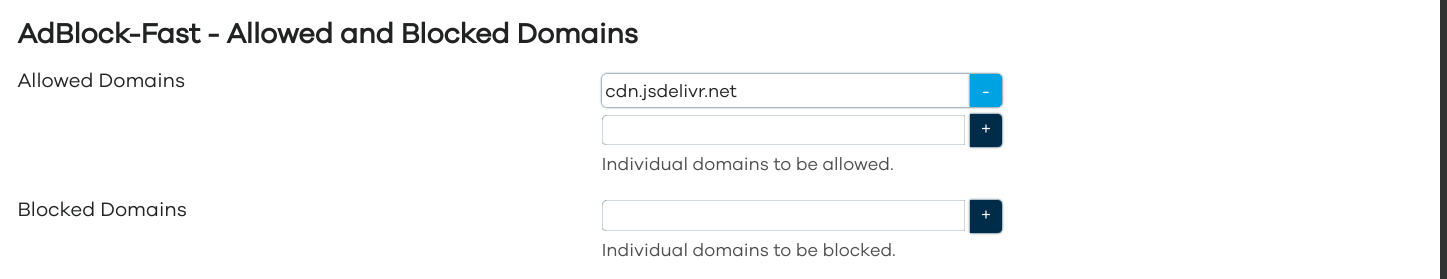 AdBlock-Fast - Allowed and Blocked Domains
Allowed Domains
cdn.jsdelivr.net -
+
Individual domains to be allowed.
Blocked Domains
+
Individual domains to be blocked.